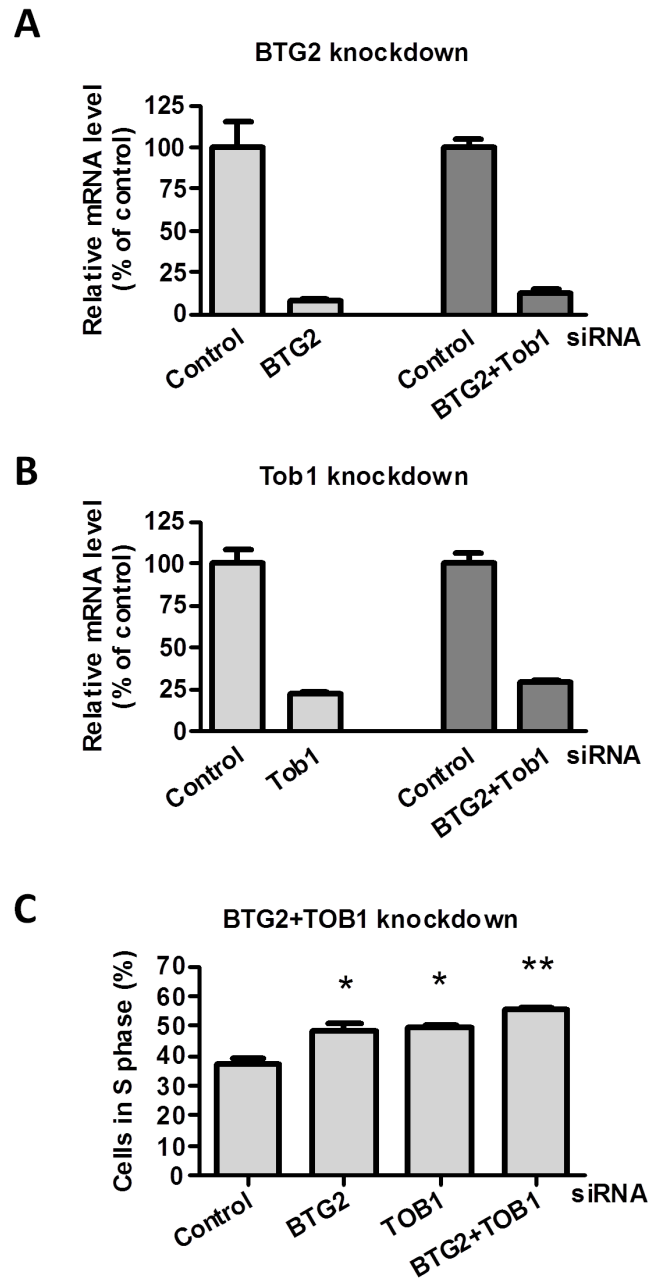 A
BTG2 knockdown
Relative mRNA level
(% of control)
125
100
75
50
25
0
Control
BTG2
Control
BTG2+Tob1
siRNA
B
Tob1 knockdown
Relative mRNA level
(% of control)
125
100
75
50
25
0
Control
Tob1
Control
BTG2+Tob1
siRNA
C
BTG2+TOB1 knockdown
Cells in S phase (%)
70
60
50
40
30
20
10
0
*
*
**
Control
BTG2
TOB1
BTG2+TOB1
siRNA